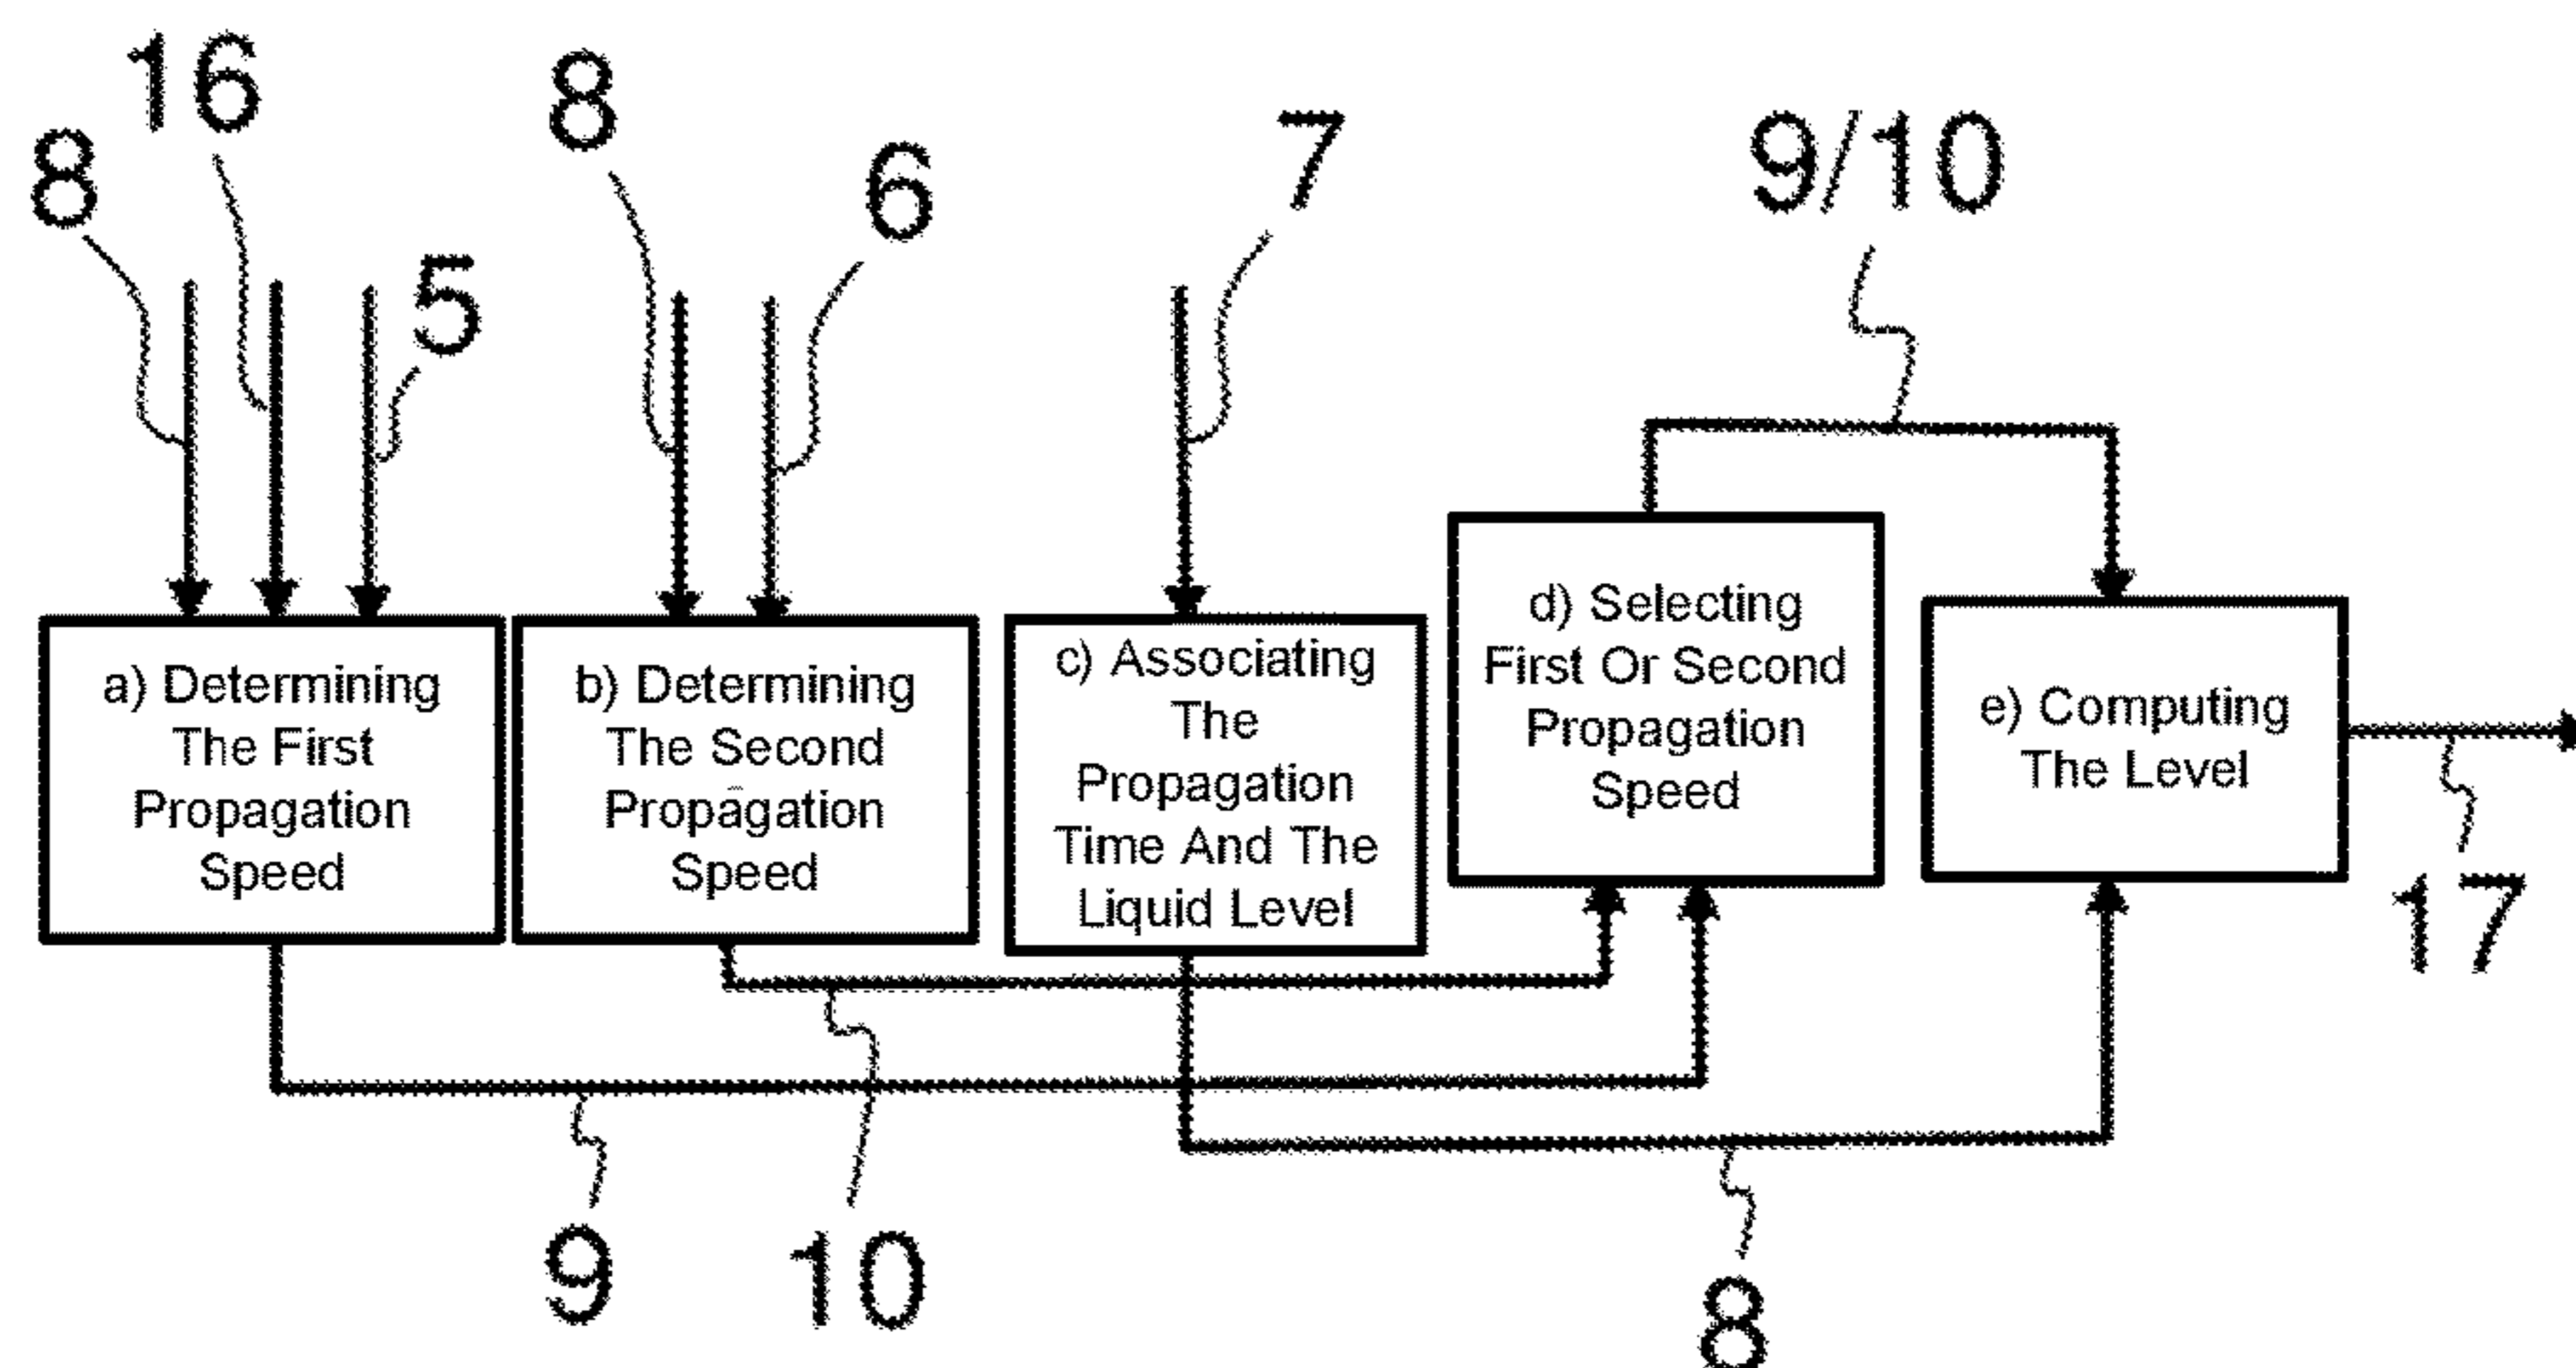 16
8
8
6
5
7
9/10
a) Determining
The First
Propagation
Speed
b) Determining
The Second
Propagation
Speed
c) Associating
The
Propagation
Time And The
Liquid Level
d) Selecting
First Or Second
Propagation
Speed
e) Computing
The Level
17
9
10
8